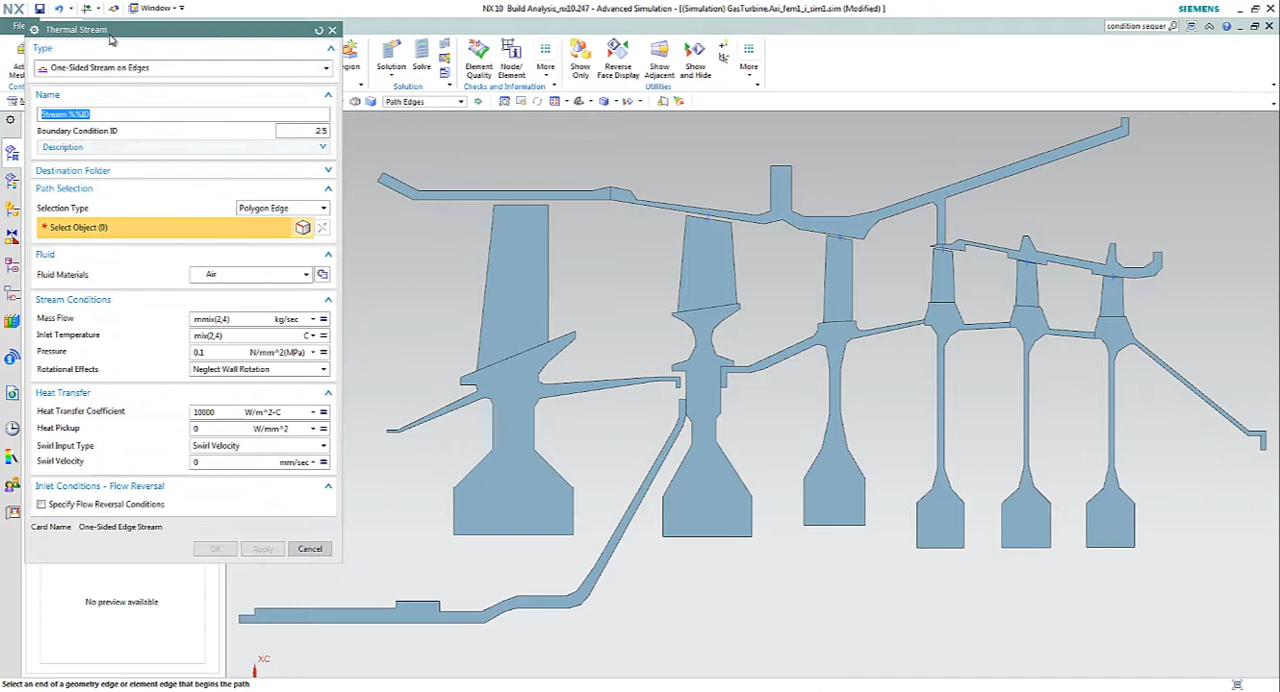 NX Window NX 10 Build Analysis_nx10.247 - Advanced Simulation - [(Simulation) GasTurbine.Axi_fem1_i_sim1.sim (Modified) ] SIEMENS
condition sequer
Thermal Stream
Type
One-Sided Stream on Edges
Name
Stream %%ID
Boundary Condition ID 25
Description
Destination Folder
Path Selection
Selection Type Polygon Edge
* Select Object (0)
Fluid
Fluid Materials Air
Stream Conditions
Mass Flow mmix(2,4) kg/sec
Inlet Temperature mix(2,4) C
Pressure 0.1 N/mm^2(MPa)
Rotational Effects Neglect Wall Rotation
Heat Transfer
Heat Transfer Coefficient 10000 W/m^2-C
Heat Pickup 0 W/mm^2
Swirl Input Type Swirl Velocity
Swirl Velocity 0 mm/sec
Inlet Conditions - Flow Reversal
Specify Flow Reversal Conditions
Card Name One-Sided Edge Stream
OK Apply Cancel
Solution Solve More
Solution
Element Quality Node/Element More
Checks and Information
Show Only Reverse Face Display Show Adjacent Show and Hide More
Utilities
Path Edges
No preview available
XC
Select an end of a geometry edge or element edge that begins the path